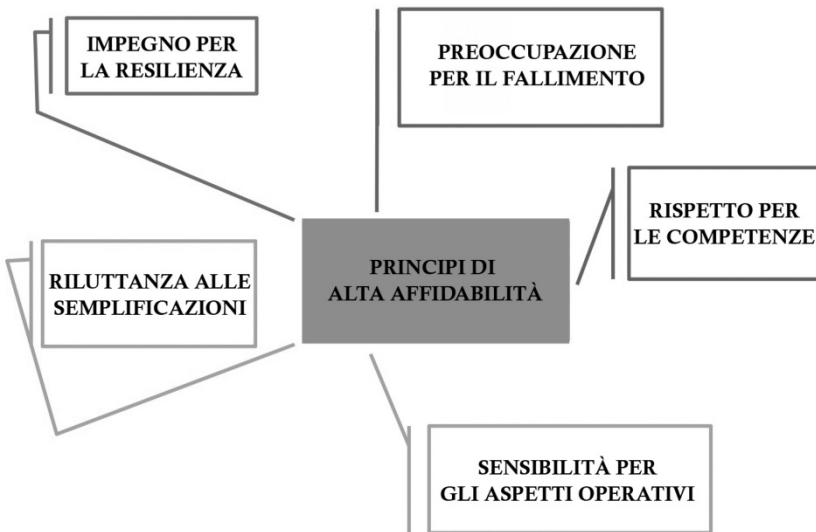 IMPEGNO PER
LA RESILIENZA
PREOCCUPAZIONE
PER IL FALLIMENTO
RISPETTO PER
LE COMPETENZE
RILUTTANZA ALLE
SEMPLIFICAZIONI
PRINCIPI DI
ALTA AFFIDABILITÀ
SENSIBILITÀ PER
GLI ASPETTI OPERATIVI